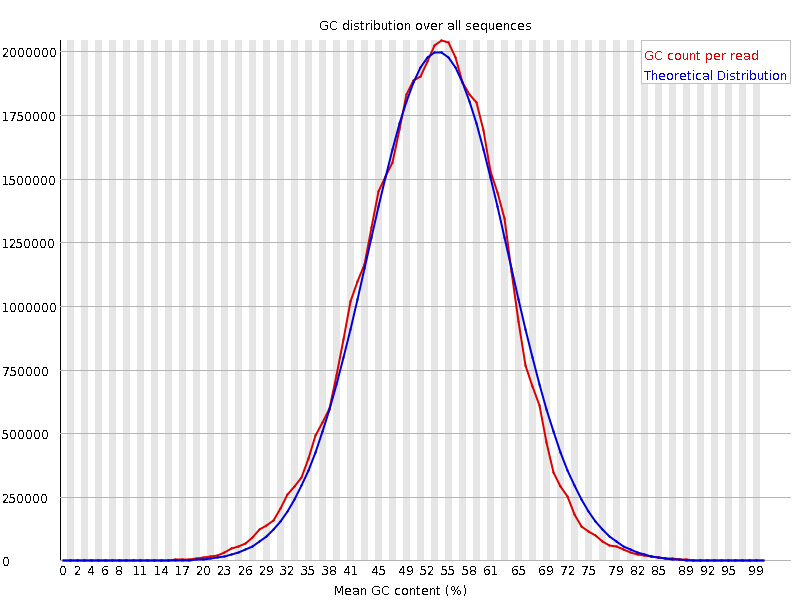 GC distribution over all sequences
GC count per read
Theoretical Distribution
2000000
1750000
1500000
1250000
1000000
750000
500000
250000
0
0 2 4 6 8 11 14 17 20 23 26 29 32 35 38 41 45 49 52 55 58 61 65 69 72 75 79 82 85 89 92 95 99
Mean GC content (%)